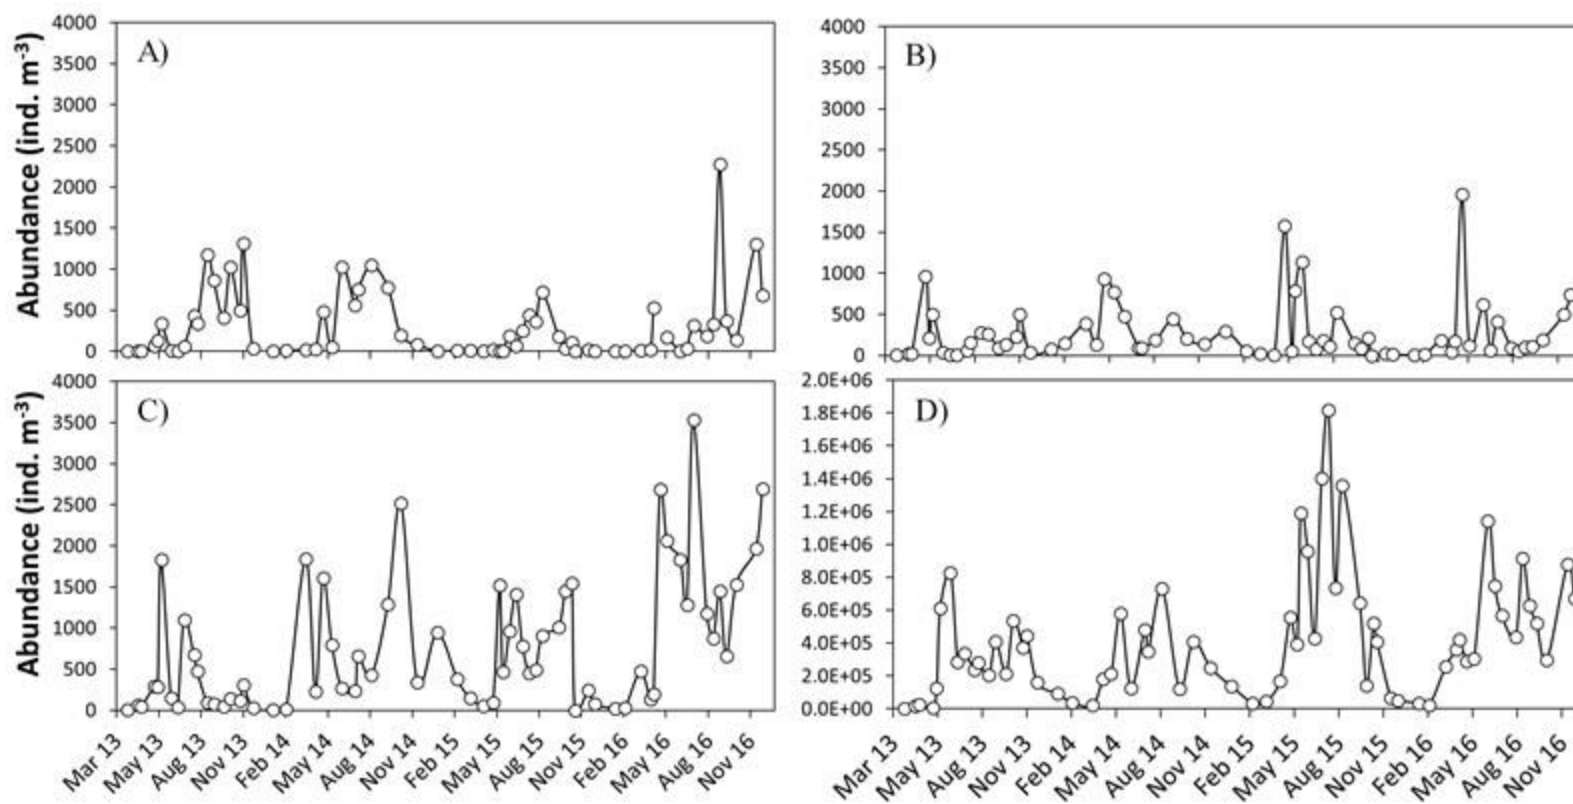 A)
Abundance (ind. m⁻³)
4000
3500
3000
2500
2000
1500
1000
500
0
B)
4000
3500
3000
2500
2000
1500
1000
500
0
C)
Abundance (ind. m⁻³)
4000
3500
3000
2500
2000
1500
1000
500
0
Mar 13
May 13
Aug 13
Nov 13
Feb 14
May 14
Aug 14
Nov 14
Feb 15
May 15
Aug 15
Nov 15
Feb 16
May 16
Aug 16
Nov 16
D)
2.0E+06
1.8E+06
1.6E+06
1.4E+06
1.2E+06
1.0E+06
8.0E+05
6.0E+05
4.0E+05
2.0E+05
0.0E+00
Mar 13
May 13
Aug 13
Nov 13
Feb 14
May 14
Aug 14
Nov 14
Feb 15
May 15
Aug 15
Nov 15
Feb 16
May 16
Aug 16
Nov 16